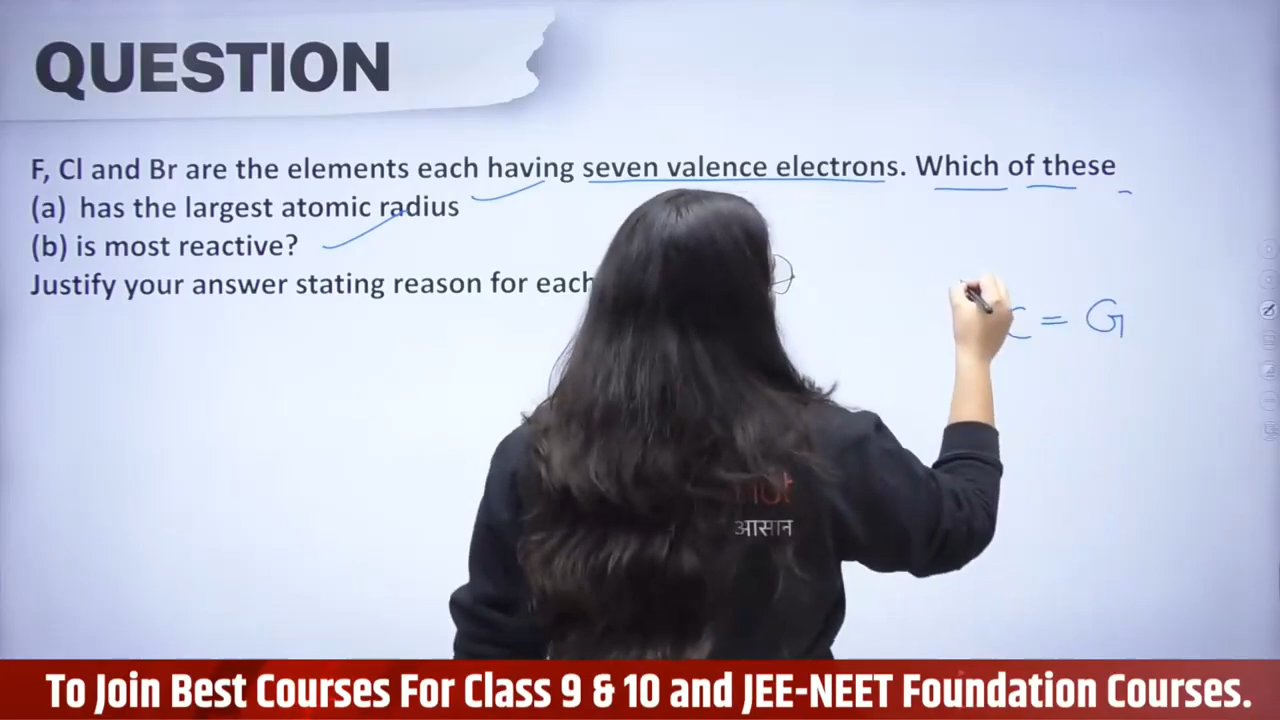 QUESTION
F, Cl and Br are the elements each having seven valence electrons. Which of these
(a) has the largest atomic radius
(b) is most reactive?
Justify your answer stating reason for each
= G
आसान
To Join Best Courses For Class 9 & 10 and JEE-NEET Foundation Courses.